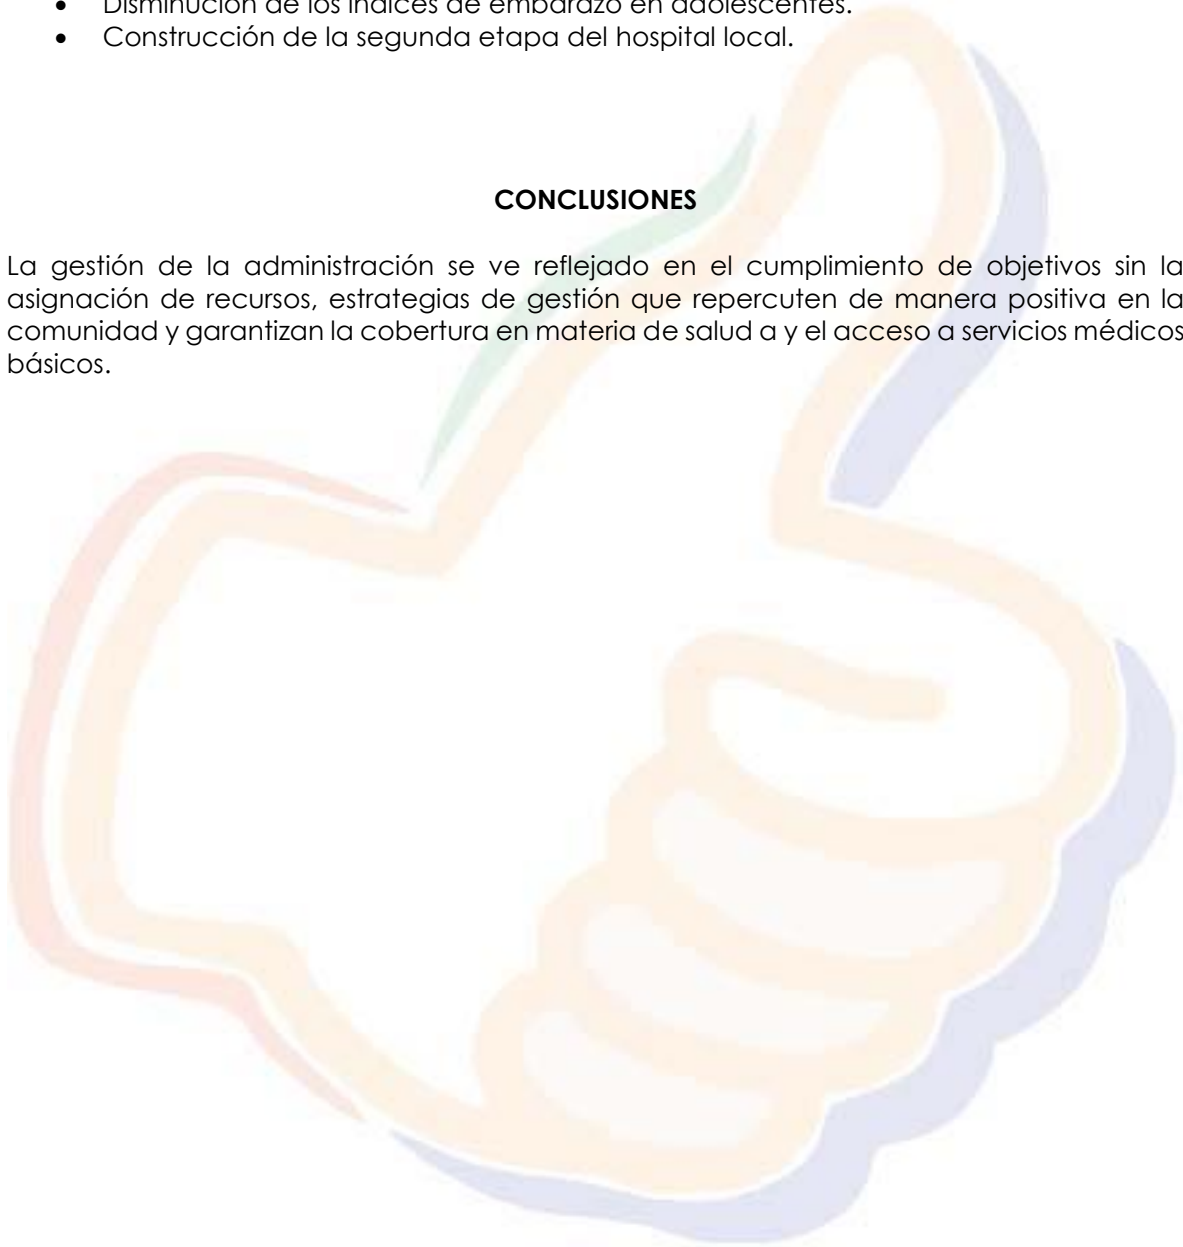 • Disminución de los índices de embarazo en adolescentes.
• Construcción de la segunda etapa del hospital local.
CONCLUSIONES
La gestión de la administración se ve reflejado en el cumplimiento de objetivos sin la
asignación de recursos, estrategias de gestión que repercuten de manera positiva en la
comunidad y garantizan la cobertura en materia de salud a y el acceso a servicios médicos
básicos.